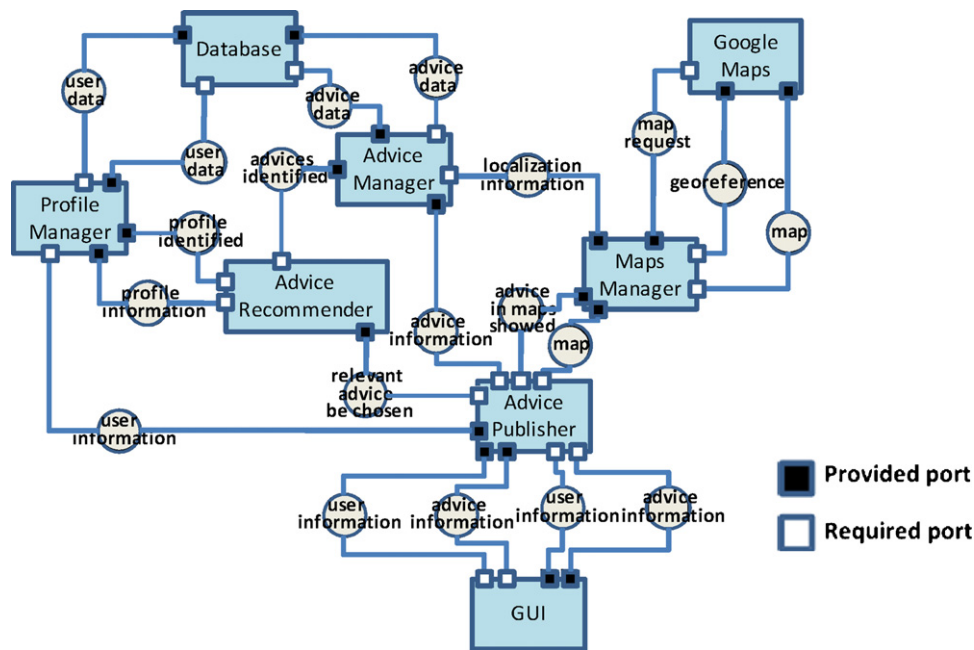 Database
Google
Maps
user
data
advice
data
advice
data
map
request
user
data
advices
identified
Advice
Manager
localization
information
georeference
Profile
Manager
profile
identified
map
Maps
Manager
Advice
Recommender
profile
information
advice
in maps
showed
advice
information
map
relevant
advice
be chosen
Advice
Publisher
user
information
Provided port
user
information
advice
information
user
information
advice
information
Required port
GUI